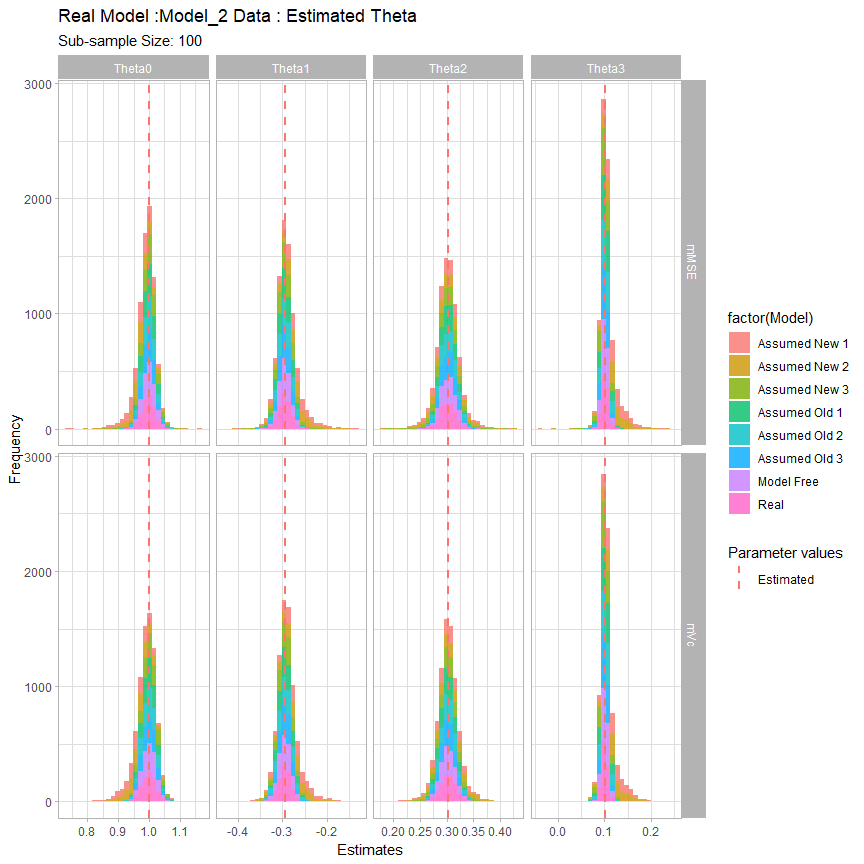 Real Model :Model_2 Data : Estimated Theta
Sub-sample Size: 100
Theta0 Theta1 Theta2 Theta3
3000
2000
1000
0
mMSE
3000
2000
1000
0
mVc
Frequency
0.8 0.9 1.0 1.1 -0.4 -0.3 -0.2 0.20 0.25 0.30 0.35 0.40 0.0 0.1 0.2
Estimates
factor(Model)
Assumed New 1
Assumed New 2
Assumed New 3
Assumed Old 1
Assumed Old 2
Assumed Old 3
Model Free
Real
Parameter values
Estimated